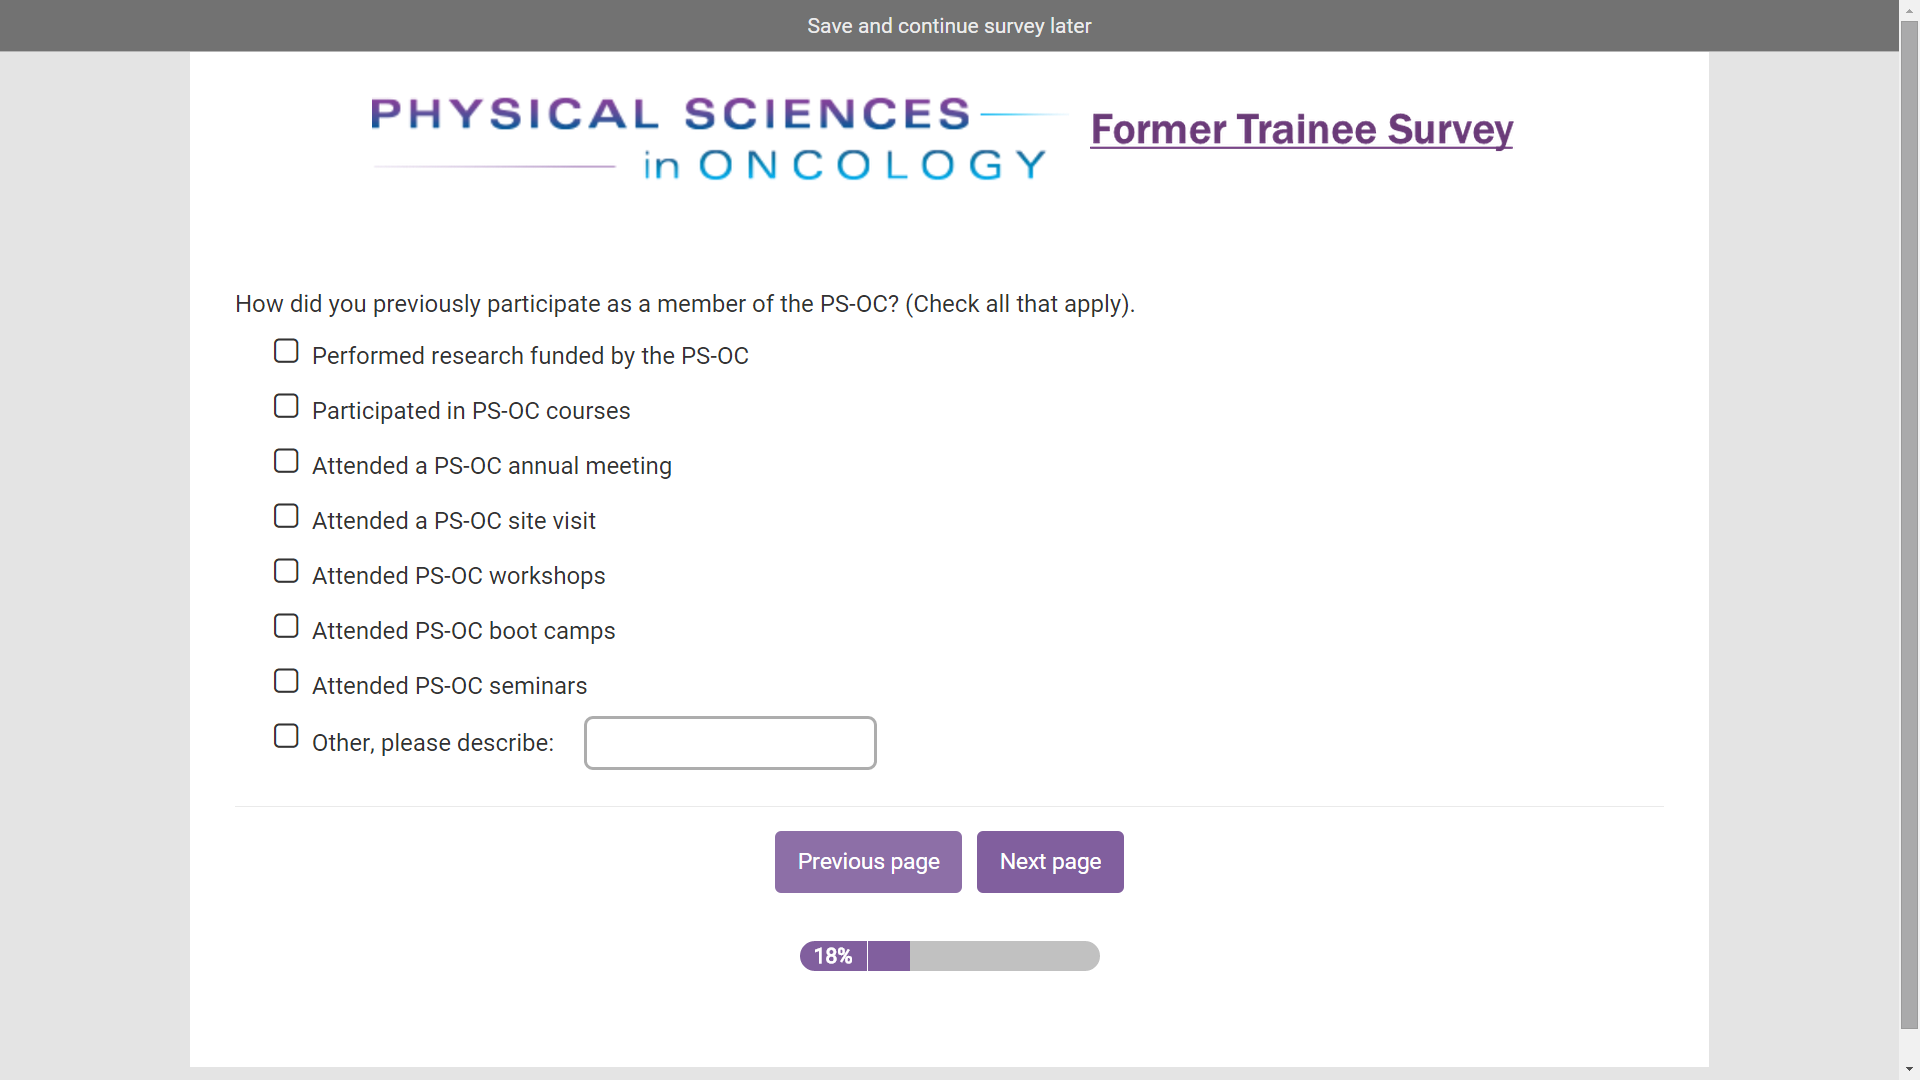 Save and continue survey later
PHYSICAL SCIENCES
in ONCOLOGY
Former Trainee Survey
How did you previously participate as a member of the PS-OC? (Check all that apply).
Performed research funded by the PS-OC
Participated in PS-OC courses
Attended a PS-OC annual meeting
Attended a PS-OC site visit
Attended PS-OC workshops
Attended PS-OC boot camps
Attended PS-OC seminars
Other, please describe:
Previous page
Next page
18%